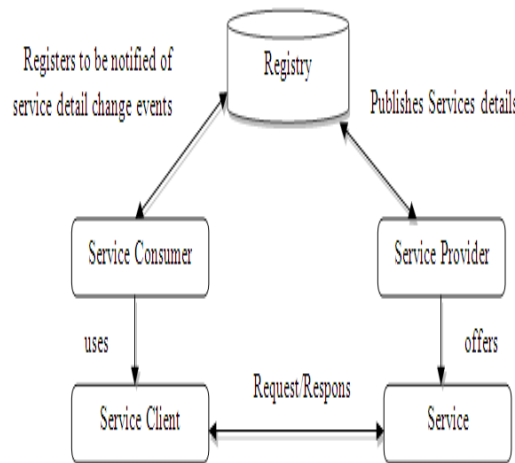 Registers to be notified of
service detail change events
Registry
Publishes Services details
Service Consumer
Service Provider
uses
offers
Request/Respons
Service Client
Service